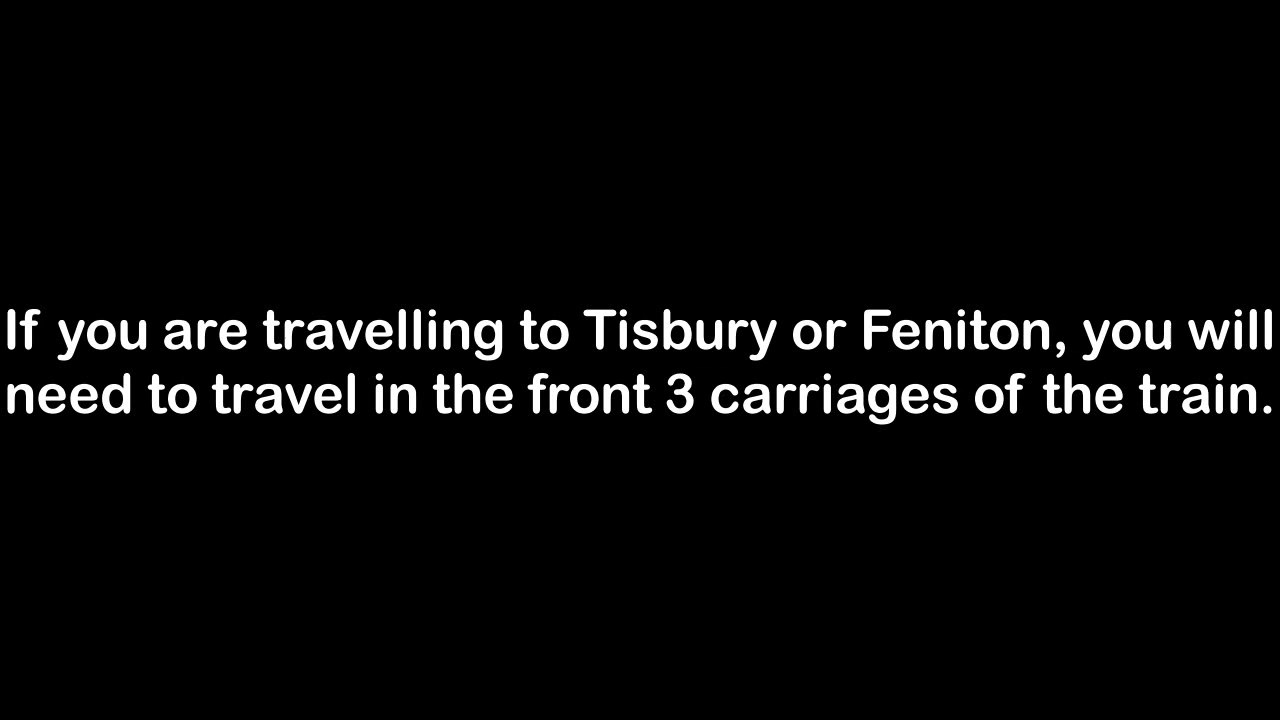 If you are travelling to Tisbury or Feniton, you will
need to travel in the front 3 carriages of the train.